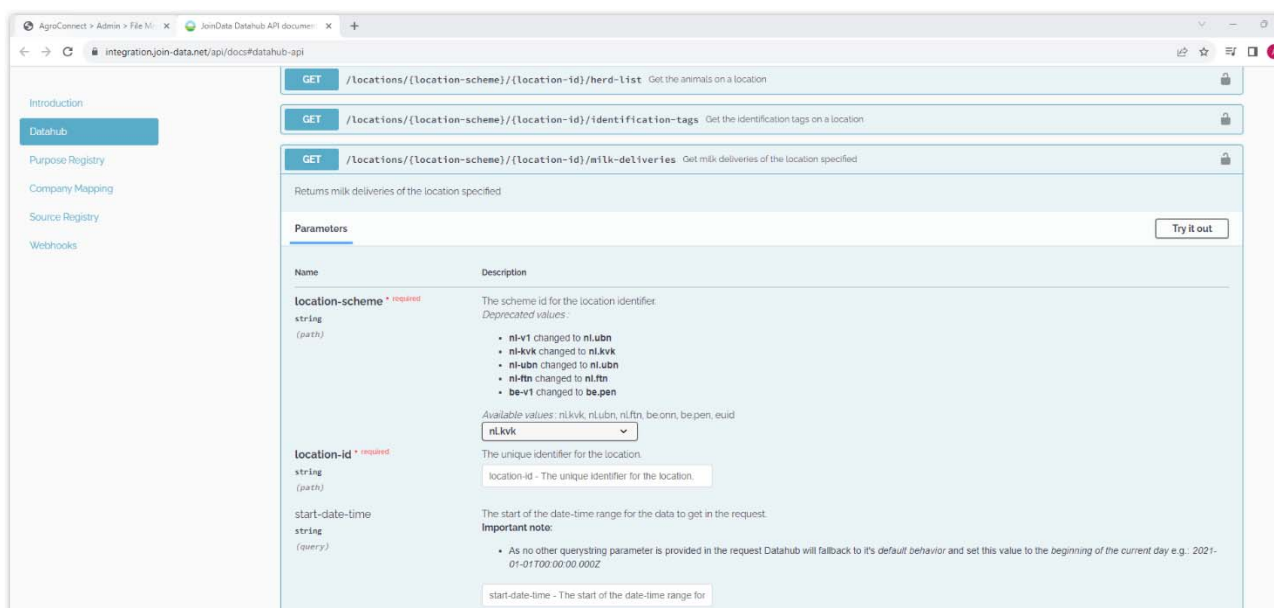 AgroConnect > Admin > File M
JoinData Datahub API documen
integration.join-data.net/api/docs#datahub-api
GET /locations/{location-scheme}/{location-id}/herd-list Get the animals on a location
Introduction
GET /locations/{location-scheme}/{location-id}/identification-tags Get the identification tags on a location
Datahub
Purpose Registry
GET /locations/{location-scheme}/{location-id}/milk-deliveries Get milk deliveries of the location specified
Company Mapping
Returns milk deliveries of the location specified
Source Registry
Parameters
Try it out
Webhooks
Name
Description
location-scheme * required
The scheme id for the location identifier.
string
Deprecated values :
(path)
• nl-v1 changed to nl.ubn
• nl-kvk changed to nl.kvk
• nl-ubn changed to nl.ubn
• nl-ftn changed to nl.ftn
• be-v1 changed to be.pen
Available values : nl.kvk, nl.ubn, nl.ftn, be.onn, be.pen, euid
nl.kvk
location-id * required
The unique identifier for the location.
string
location-id - The unique identifier for the location.
(path)
start-date-time
The start of the date-time range for the data to get in the request.
string
Important note:
(query)
• As no other querystring parameter is provided in the request Datahub will fallback to it's default behavior and set this value to the beginning of the current day e.g.: 2021-
01-01T00:00:00.000Z
start-date-time - The start of the date-time range for